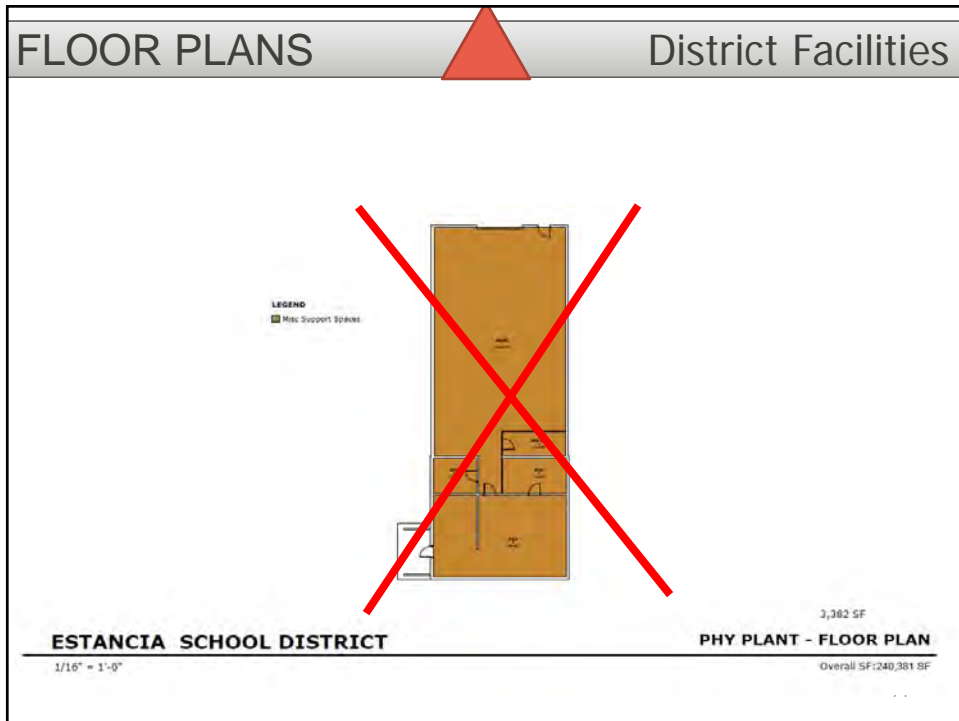 FLOOR PLANS
District Facilities
LEGEND
Misc Support Spaces
3,382 SF
ESTANCIA SCHOOL DISTRICT
PHY PLANT - FLOOR PLAN
1/16" = 1'-0"
Overall SF:240,381 SF